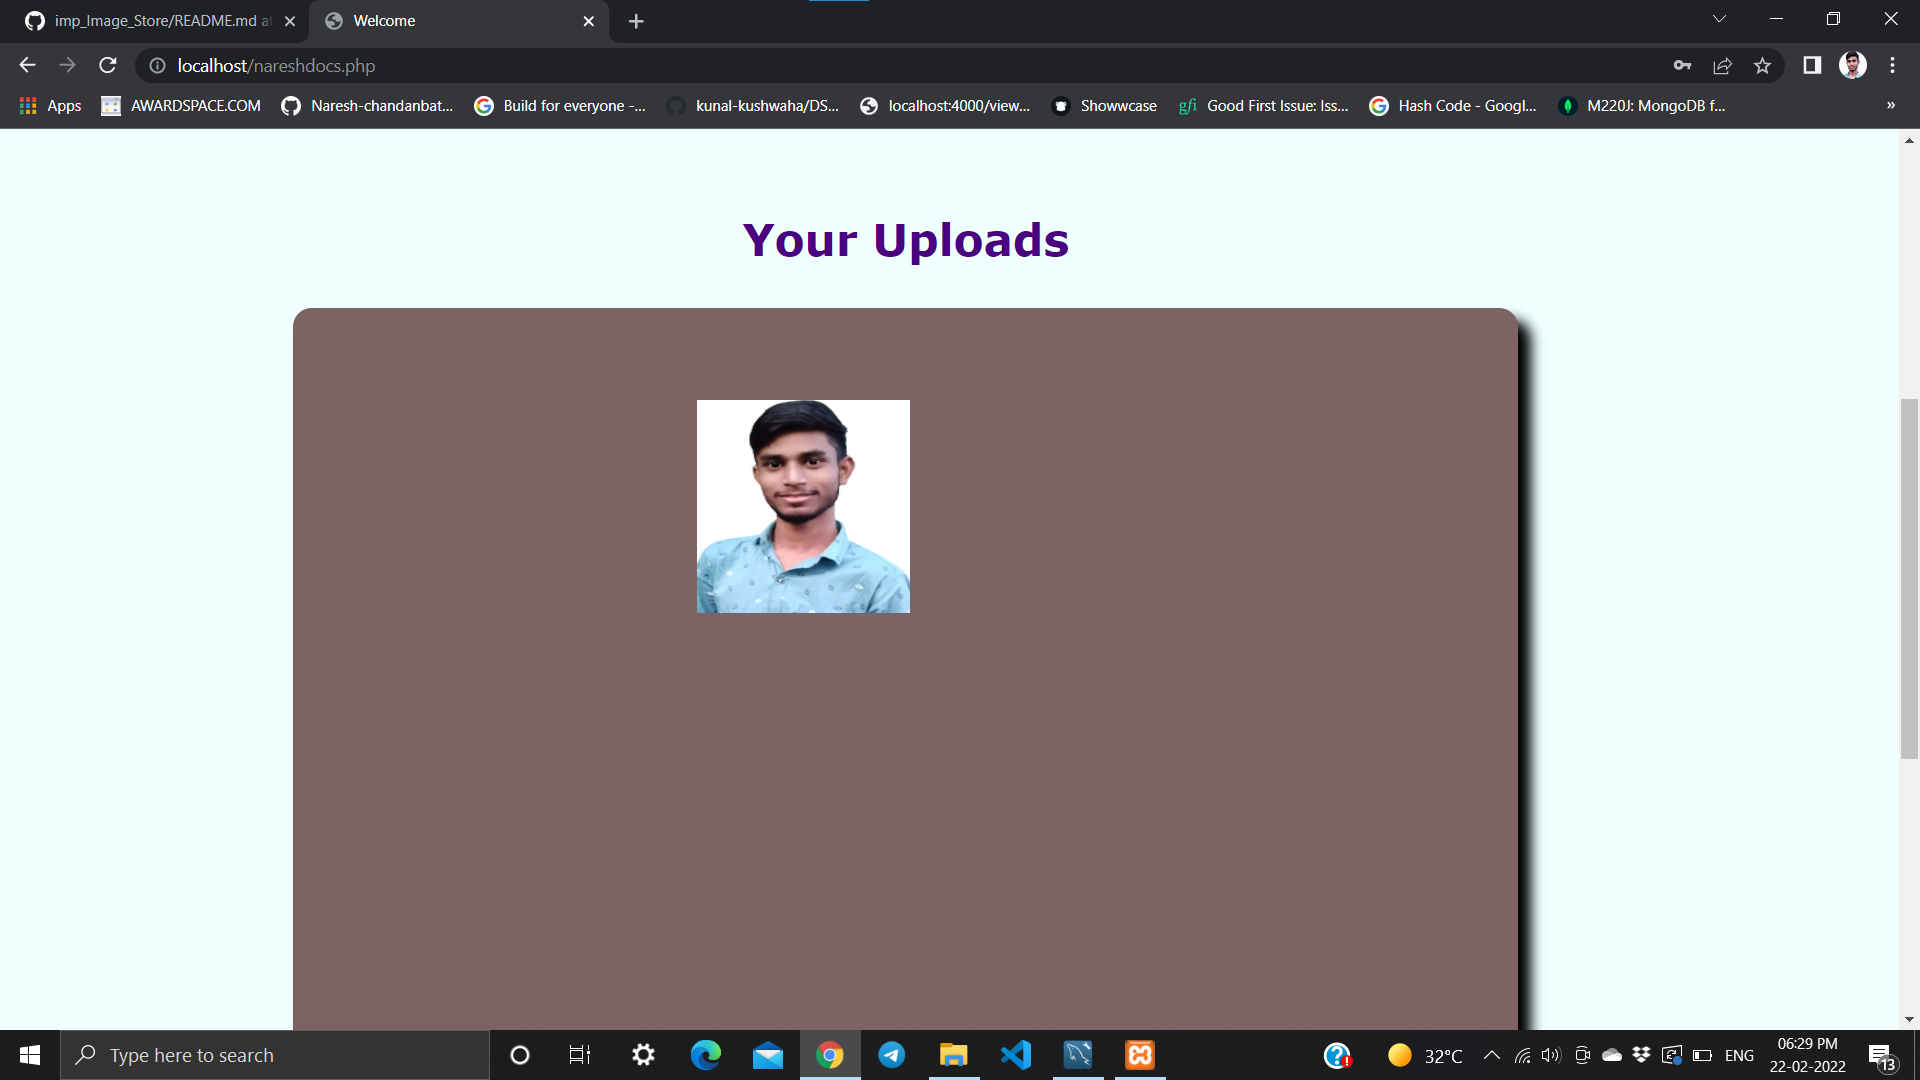 imp_Image_Store/README.md at
Welcome
localhost/nareshdocs.php
Apps
AWARDSPACE.COM
Naresh-chandanbat...
Build for everyone -...
kunal-kushwaha/DS...
localhost:4000/view...
Showwcase
gfi
Good First Issue: Iss...
Hash Code - Googl...
M220J: MongoDB f...
»
Your Uploads
Type here to search
32°C
ENG
06:29 PM
22-02-2022
13